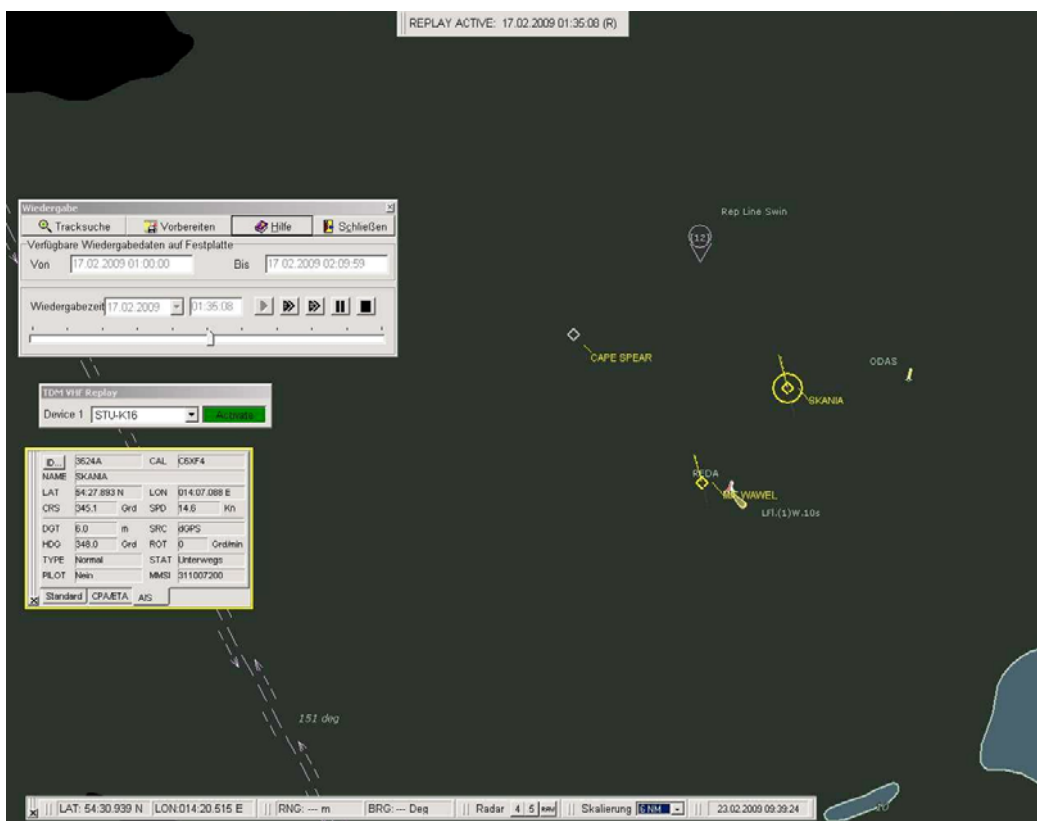 REPLAY ACTIVE: 17.02.2009 01:35:08 (R)
Rep Line Swin
(12)
CAPE SPEAR
ODAS
SKANIA
REDA
WAWEL
LFl.(1)W.10s
Wiedergabe
Tracksuche Vorbereiten Hilfe Schließen
Verfügbare Wiedergabedaten auf Festplatte
Von 17.02.2009 01:00:00 Bis 17.02.2009 02:09:59
Wiedergabezeit 17.02.2009 01:35:08
TDM VHF Replay
Device 1 STU-K16 Activate
ID... 3624A CAL C6XF4
NAME SKANIA
LAT 54:27.893 N LON 014:07.088 E
CRS 345.1 Grd SPD 14.6 Kn
DGT 6.0 m SRC dGPS
HDG 348.0 Grd ROT 0 Grd/min
TYPE Normal STAT Unterwegs
PILOT Nein MMSI 311007200
Standard CPA/ETA AIS
151 deg
LAT: 54:30.939 N LON:014:20.515 E RNG: --- m BRG: --- Deg Radar 4 5 Skalierung 6 NM 23.02.2009 09:39:24